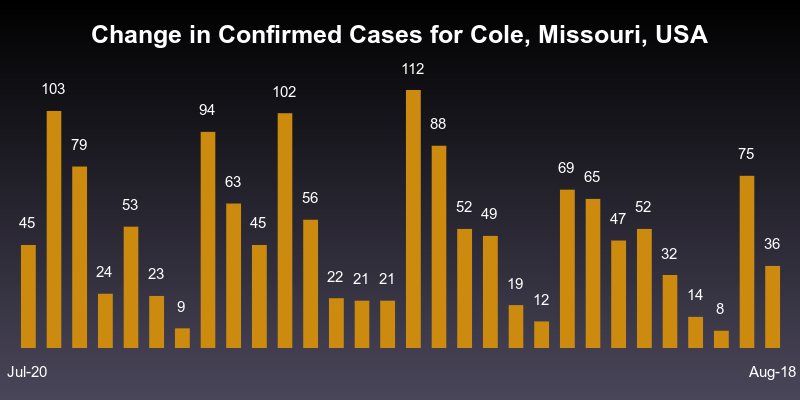 Change in Confirmed Cases for Cole, Missouri, USA
45 103 79 24 53 23 9 94 63 45 102 56 22 21 21 112 88 52 49 19 12 69 65 47 52 32 14 8 75 36
Jul-20 Aug-18